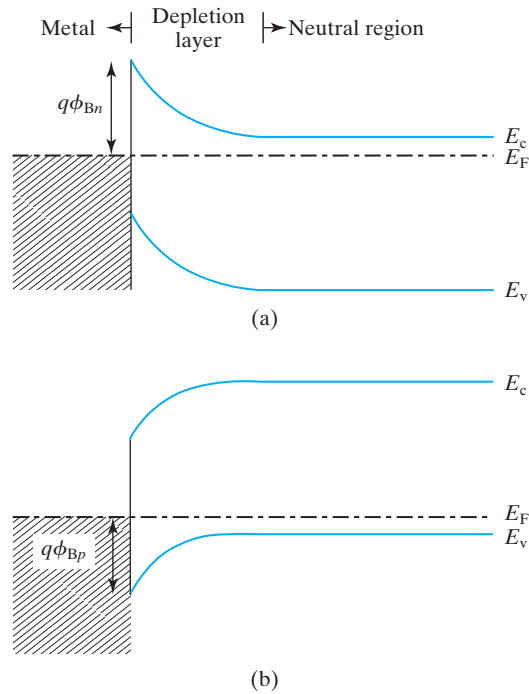 Metal
Depletion
layer
Neutral region
qϕBn
Ec
EF
Ev
(a)
Ec
EF
Ev
qϕBp
(b)